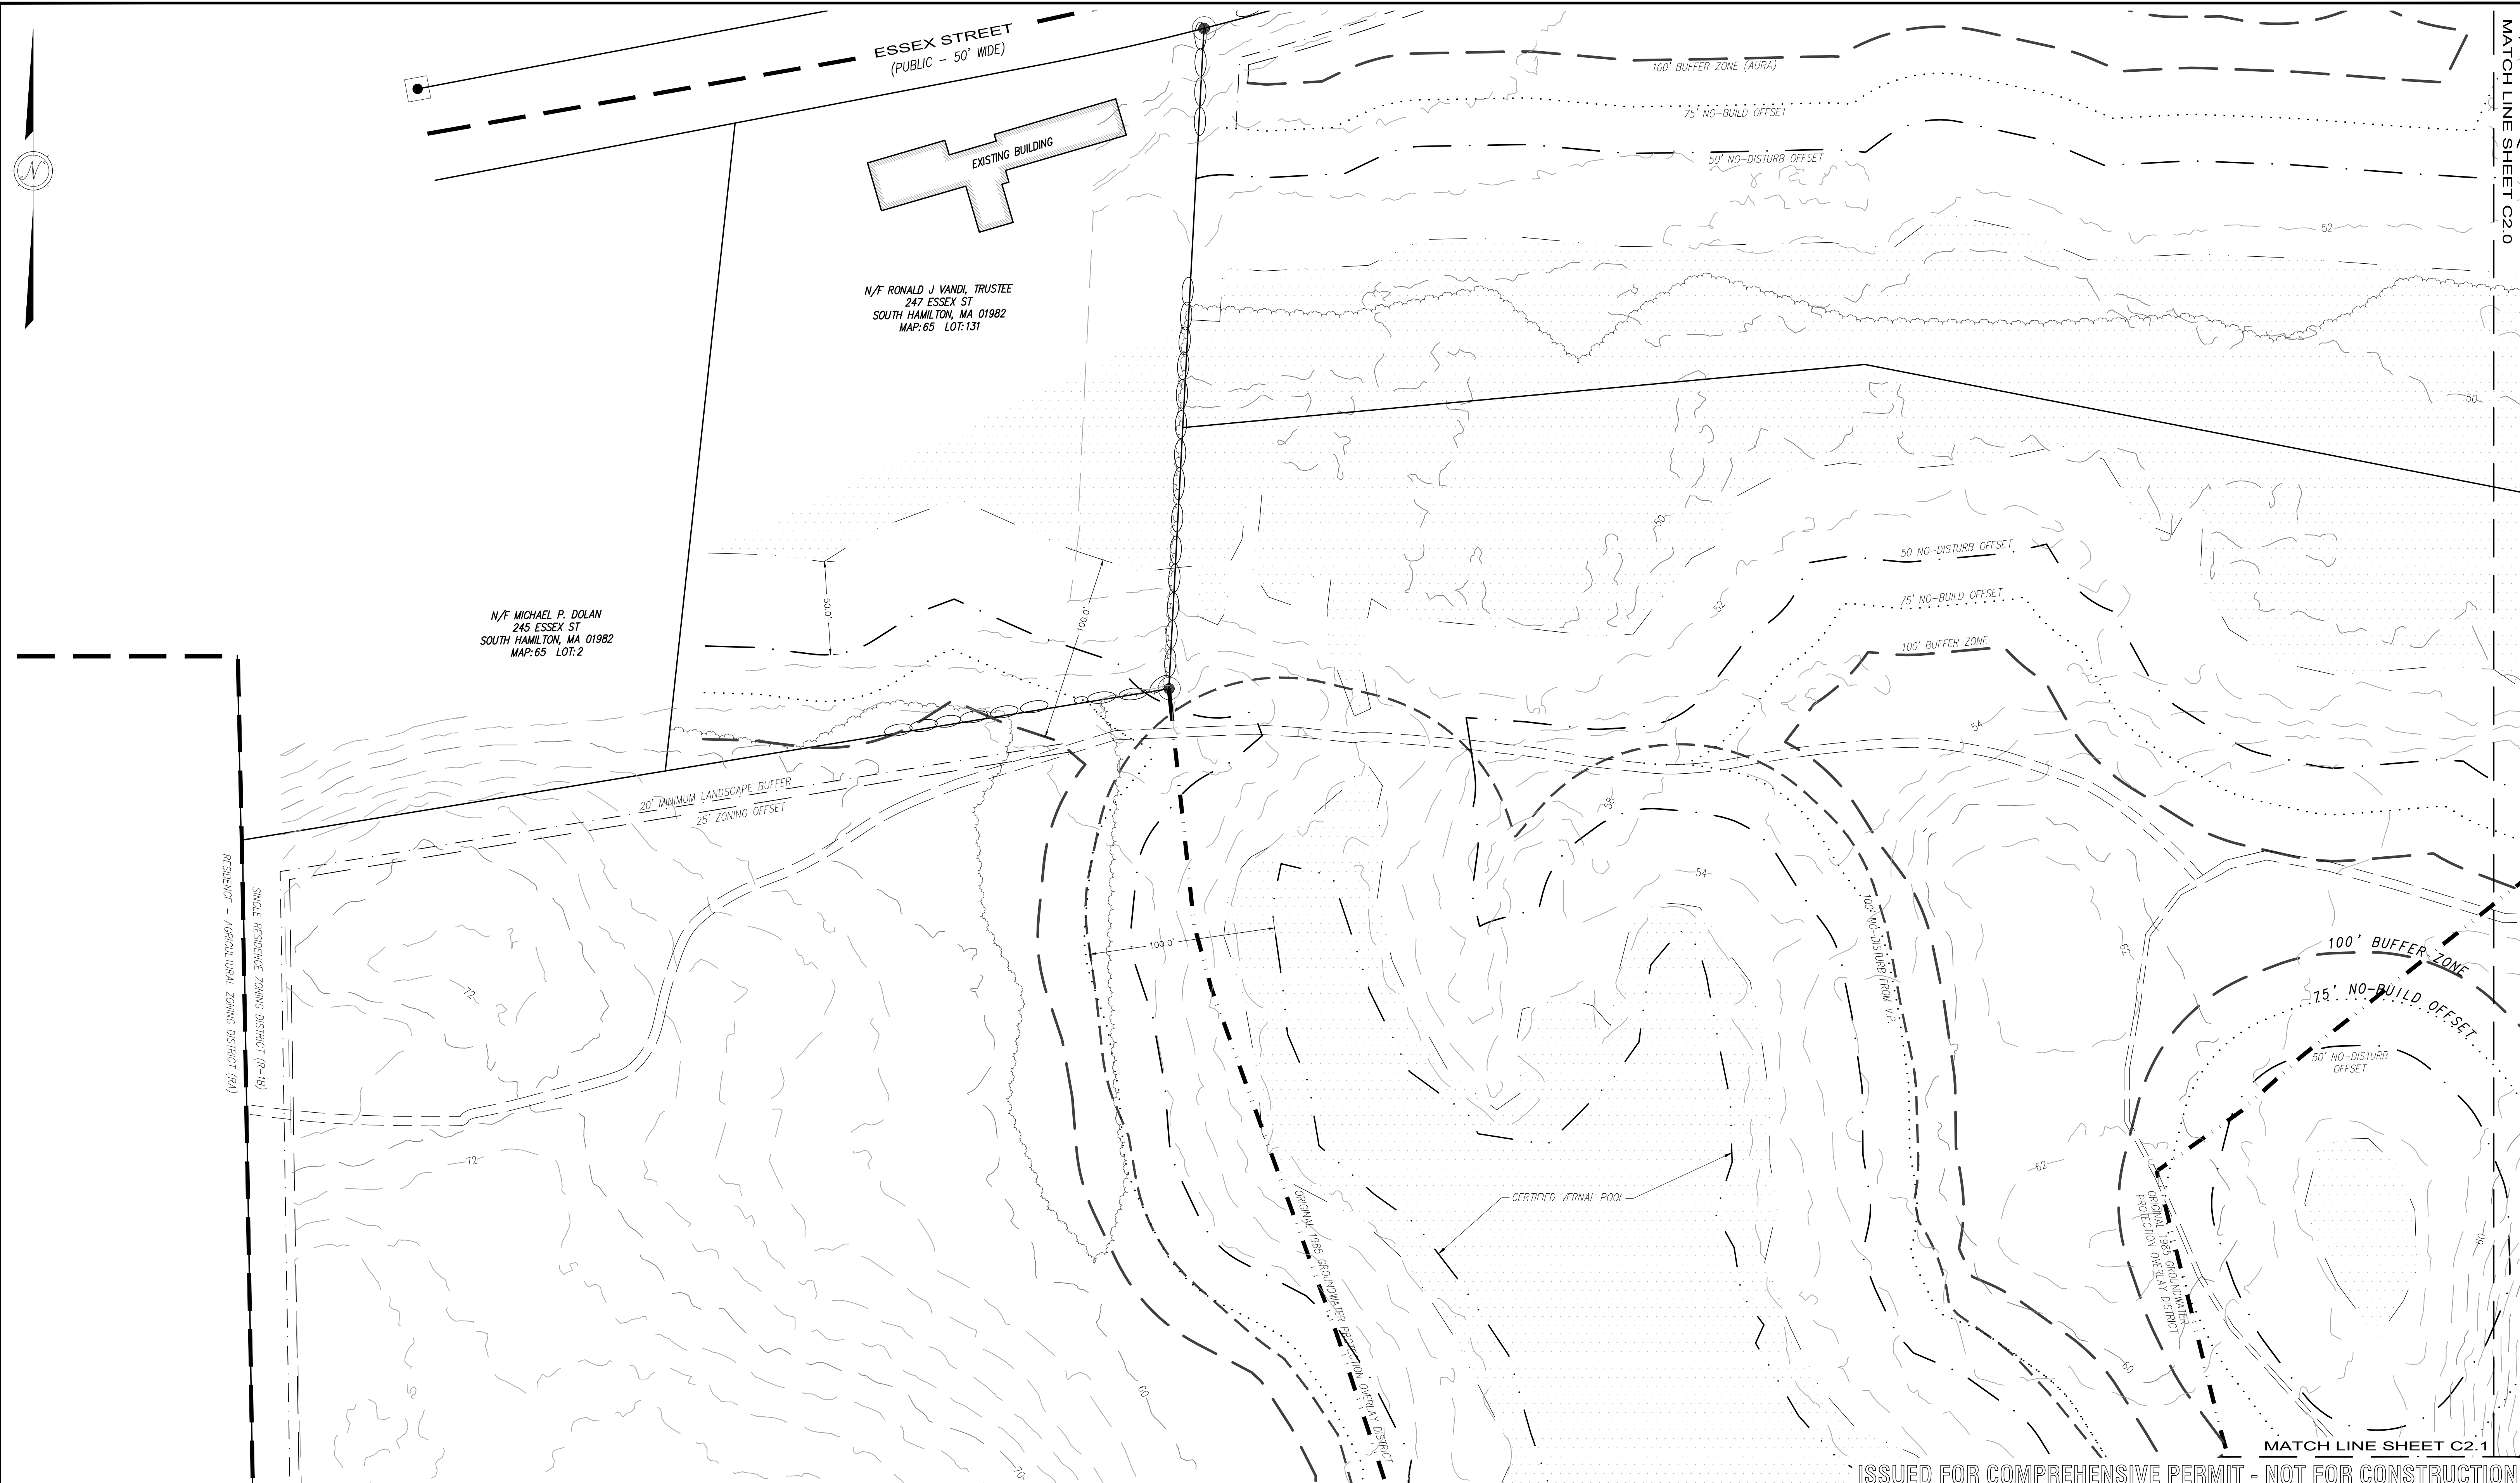 ESSEX STREET
(PUBLIC - 50' WIDE)
MATCH LINE SHEET C2.0
100' BUFFER ZONE (AURA)
75' NO-BUILD OFFSET
50' NO-DISTURB OFFSET
EXISTING BUILDING
N
52
N/F RONALD J VANDI, TRUSTEE
247 ESSEX ST
SOUTH HAMILTON, MA 01982
MAP: 65 LOT: 131
50
50
50 NO-DISTURB OFFSET
75' NO-BUILD OFFSET
100' BUFFER ZONE
52
50.0'
100.0'
N/F MICHAEL P. DOLAN
245 ESSEX ST
SOUTH HAMILTON, MA 01982
MAP: 65 LOT: 2
54
20' MINIMUM LANDSCAPE BUFFER
25' ZONING OFFSET
58
54
RESIDENCE - AGRICULTURAL ZONING DISTRICT (RA)
SINGLE RESIDENCE ZONING DISTRICT (R-1B)
100' NO-DISTURB FROM V.P.
100.0'
62
100' BUFFER ZONE
75' NO-BUILD OFFSET
50' NO-DISTURB
OFFSET
72
72
62
CERTIFIED VERNAL POOL
ORIGINAL 1985 GROUNDWATER PROTECTION OVERLAY DISTRICT
ORIGINAL 1985 GROUNDWATER
PROTECTION OVERLAY DISTRICT
60
60
60
70
MATCH LINE SHEET C2.1
ISSUED FOR COMPREHENSIVE PERMIT - NOT FOR CONSTRUCTION